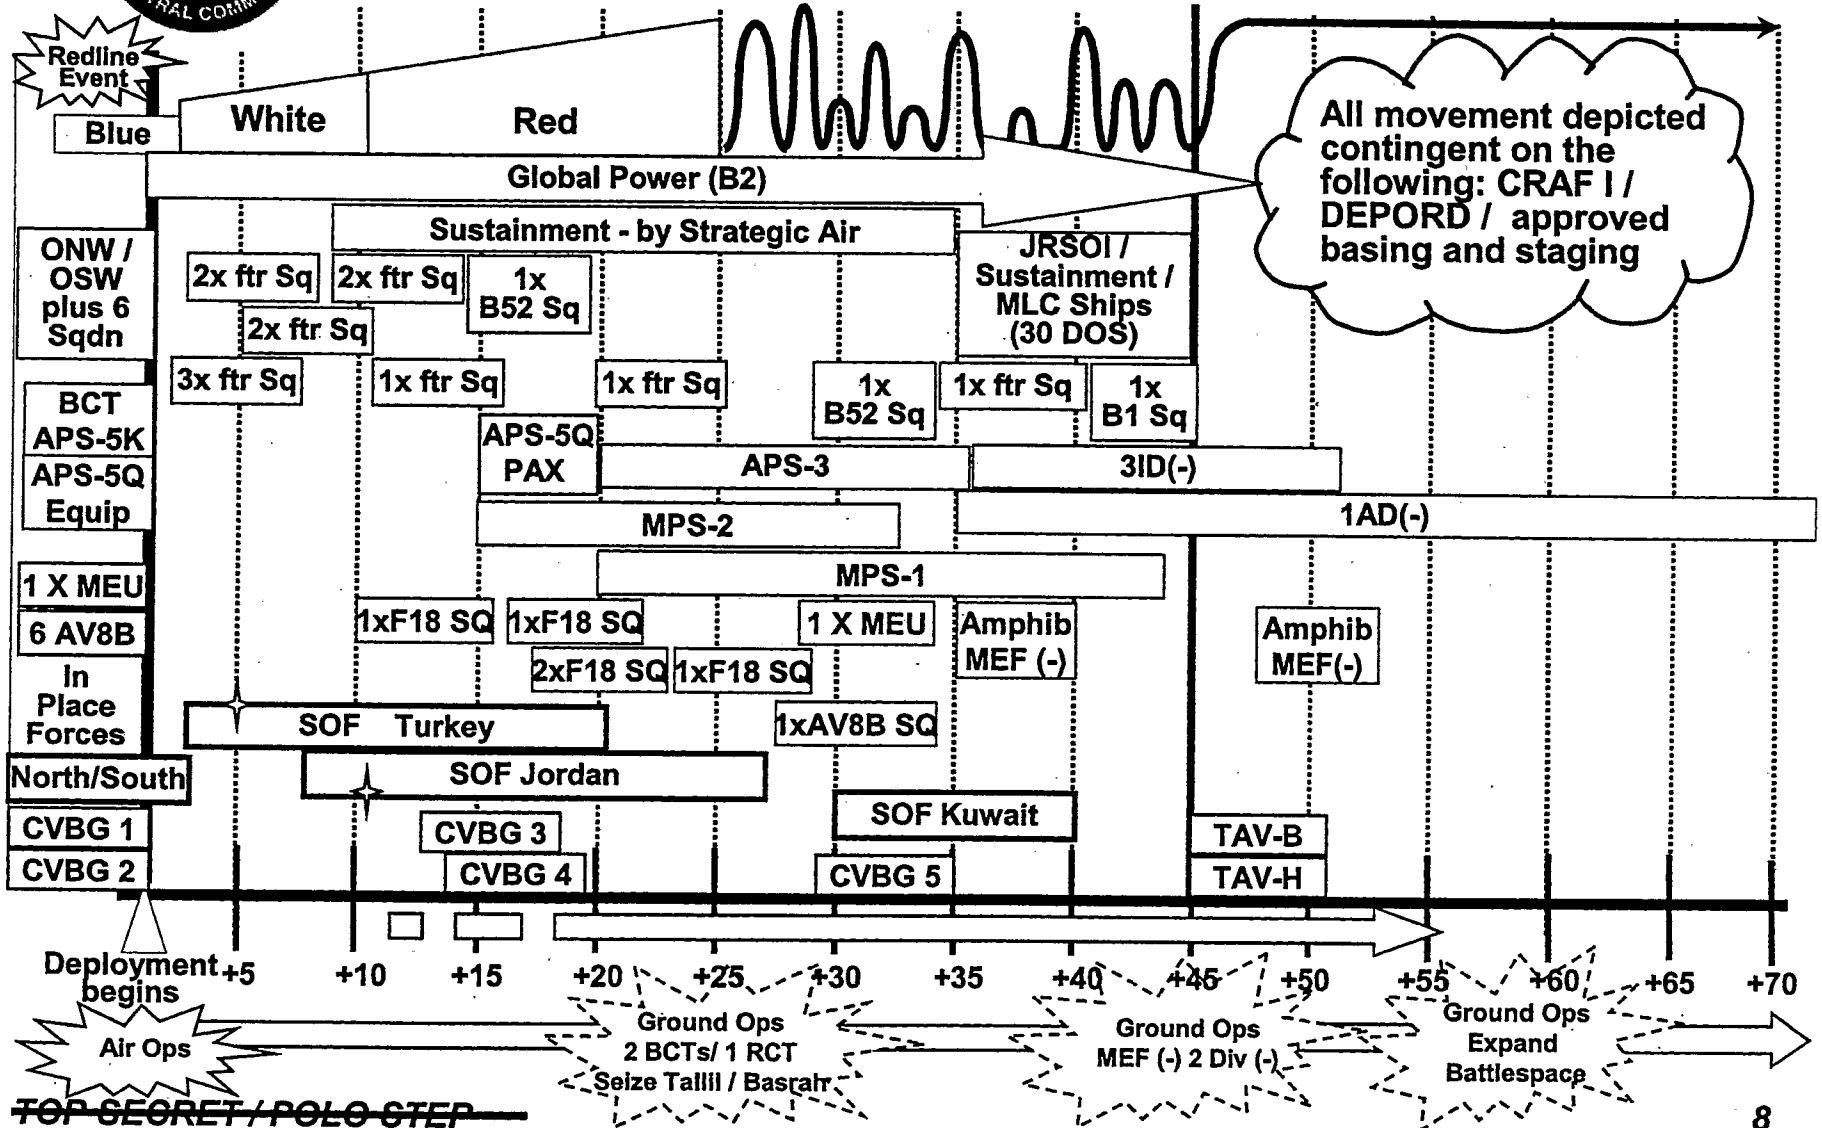 TRAL COMM
Redline
Event
Blue
White
Red
Global Power (B2)
Sustainment - by Strategic Air
All movement depicted
contingent on the
following: CRAF I /
DEPORD / approved
basing and staging
ONW /
OSW
plus 6
Sqdn
2x ftr Sq
2x ftr Sq
1x
B52 Sq
2x ftr Sq
JRSOI /
Sustainment /
MLC Ships
(30 DOS)
3x ftr Sq
1x ftr Sq
1x ftr Sq
1x
B52 Sq
1x ftr Sq
1x
B1 Sq
BCT
APS-5K
APS-5Q
Equip
APS-5Q
PAX
APS-3
3ID(-)
MPS-2
1AD(-)
MPS-1
1 X MEU
6 AV8B
1xF18 SQ
1xF18 SQ
1 X MEU
Amphib
MEF (-)
Amphib
MEF(-)
2xF18 SQ
1xF18 SQ
In
Place
Forces
SOF Turkey
1xAV8B SQ
North/South
SOF Jordan
SOF Kuwait
CVBG 1
CVBG 3
TAV-B
CVBG 2
CVBG 4
CVBG 5
TAV-H
Deployment
begins
+5
+10
+15
+20
+25
+30
+35
+40
+45
+50
+55
+60
+65
+70
Air Ops
Ground Ops
2 BCTs/ 1 RCT
Seize Tallil / Basrah
Ground Ops
MEF (-) 2 Div (-)
Ground Ops
Expand
Battlespace
TOP SECRET / POLO STEP
8